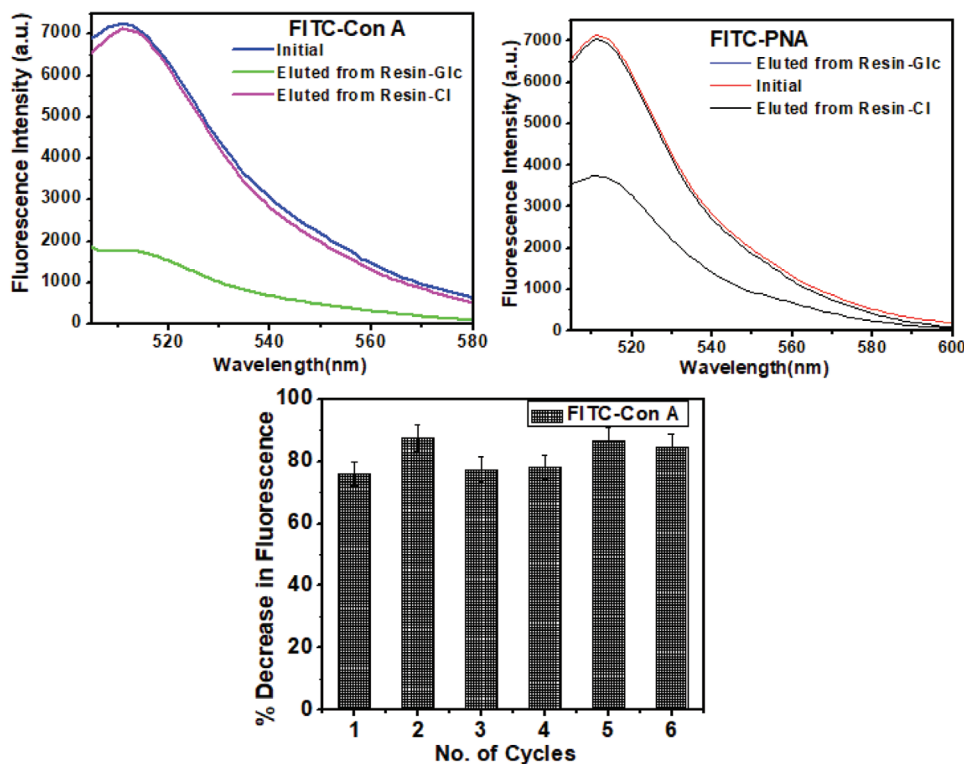 FITC-Con A
Initial
Eluted from Resin-Glc
Eluted from Resin-Cl
7000
6000
5000
4000
3000
2000
1000
0
Fluorescence Intensity (a.u.)
520
540
560
580
Wavelength(nm)
FITC-PNA
Eluted from Resin-Glc
Initial
Eluted from Resin-Cl
7000
6000
5000
4000
3000
2000
1000
0
Fluorescence Intensity (a.u.)
520
540
560
580
600
Wavelength(nm)
FITC-Con A
100
80
60
40
20
0
% Decrease in Fluorescence
1
2
3
4
5
6
No. of Cycles